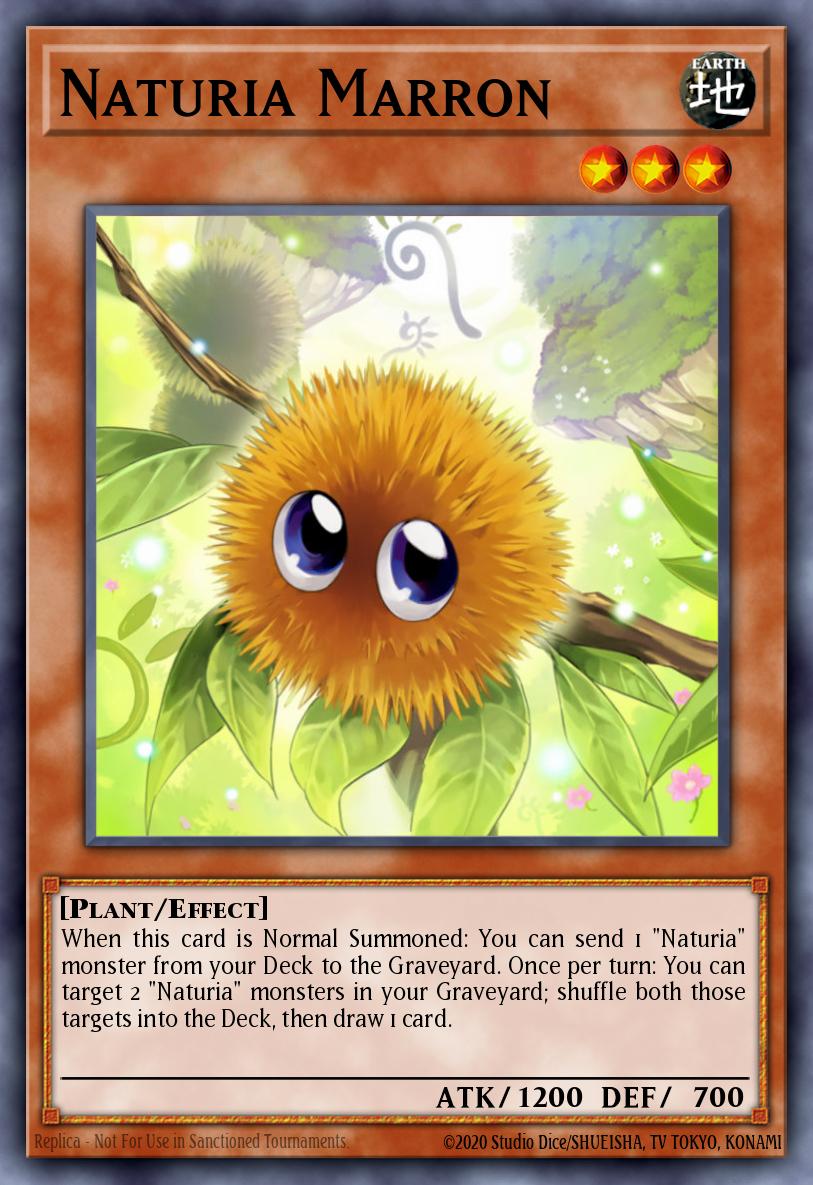 Naturia Marron
EARTH
地
[Plant/Effect]
When this card is Normal Summoned: You can send 1 "Naturia"
monster from your Deck to the Graveyard. Once per turn: You can
target 2 "Naturia" monsters in your Graveyard; shuffle both those
targets into the Deck, then draw 1 card.
ATK/1200 DEF/ 700
Replica - Not For Use in Sanctioned Tournaments.
©2020 Studio Dice/SHUEISHA, TV TOKYO, KONAMI